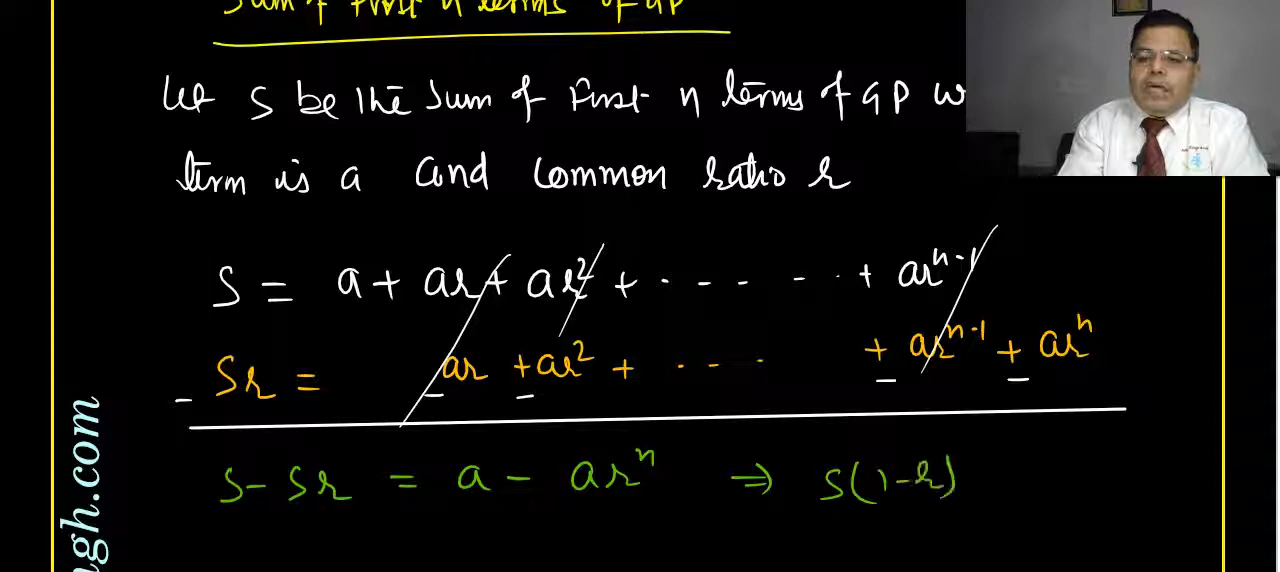 Sum of First n terms of GP
Let S be the Sum of First n terms of GP w
term is a and common ratio r
S = a + ar + ar² + · - - - · · · + arⁿ⁻¹
Sr = ar + ar² + · · - - · + arⁿ⁻¹ + arⁿ
- - - - -
S - Sr = a - arⁿ ⇒ S(1-r)
ngh.com